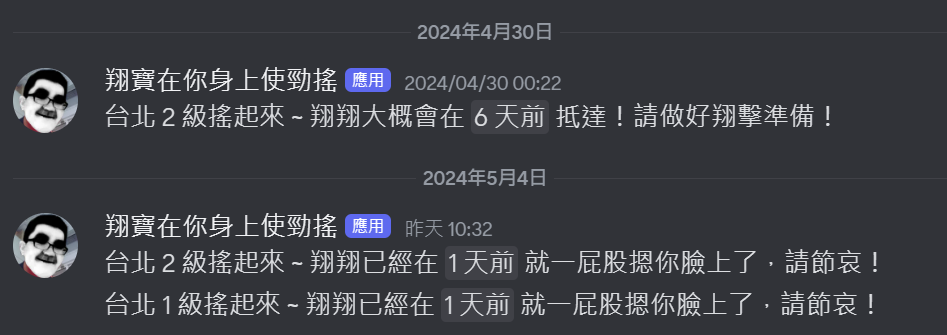 2024年4月30日
翔寶在你身上使勁搖 應用 2024/04/30 00:22
台北 2 級搖起來 ~ 翔翔大概會在 6 天前 抵達！請做好翔擊準備！
2024年5月4日
翔寶在你身上使勁搖 應用 昨天 10:32
台北 2 級搖起來 ~ 翔翔已經在 1 天前 就一屁股摁你臉上了，請節哀！
台北 1 級搖起來 ~ 翔翔已經在 1 天前 就一屁股摁你臉上了，請節哀！